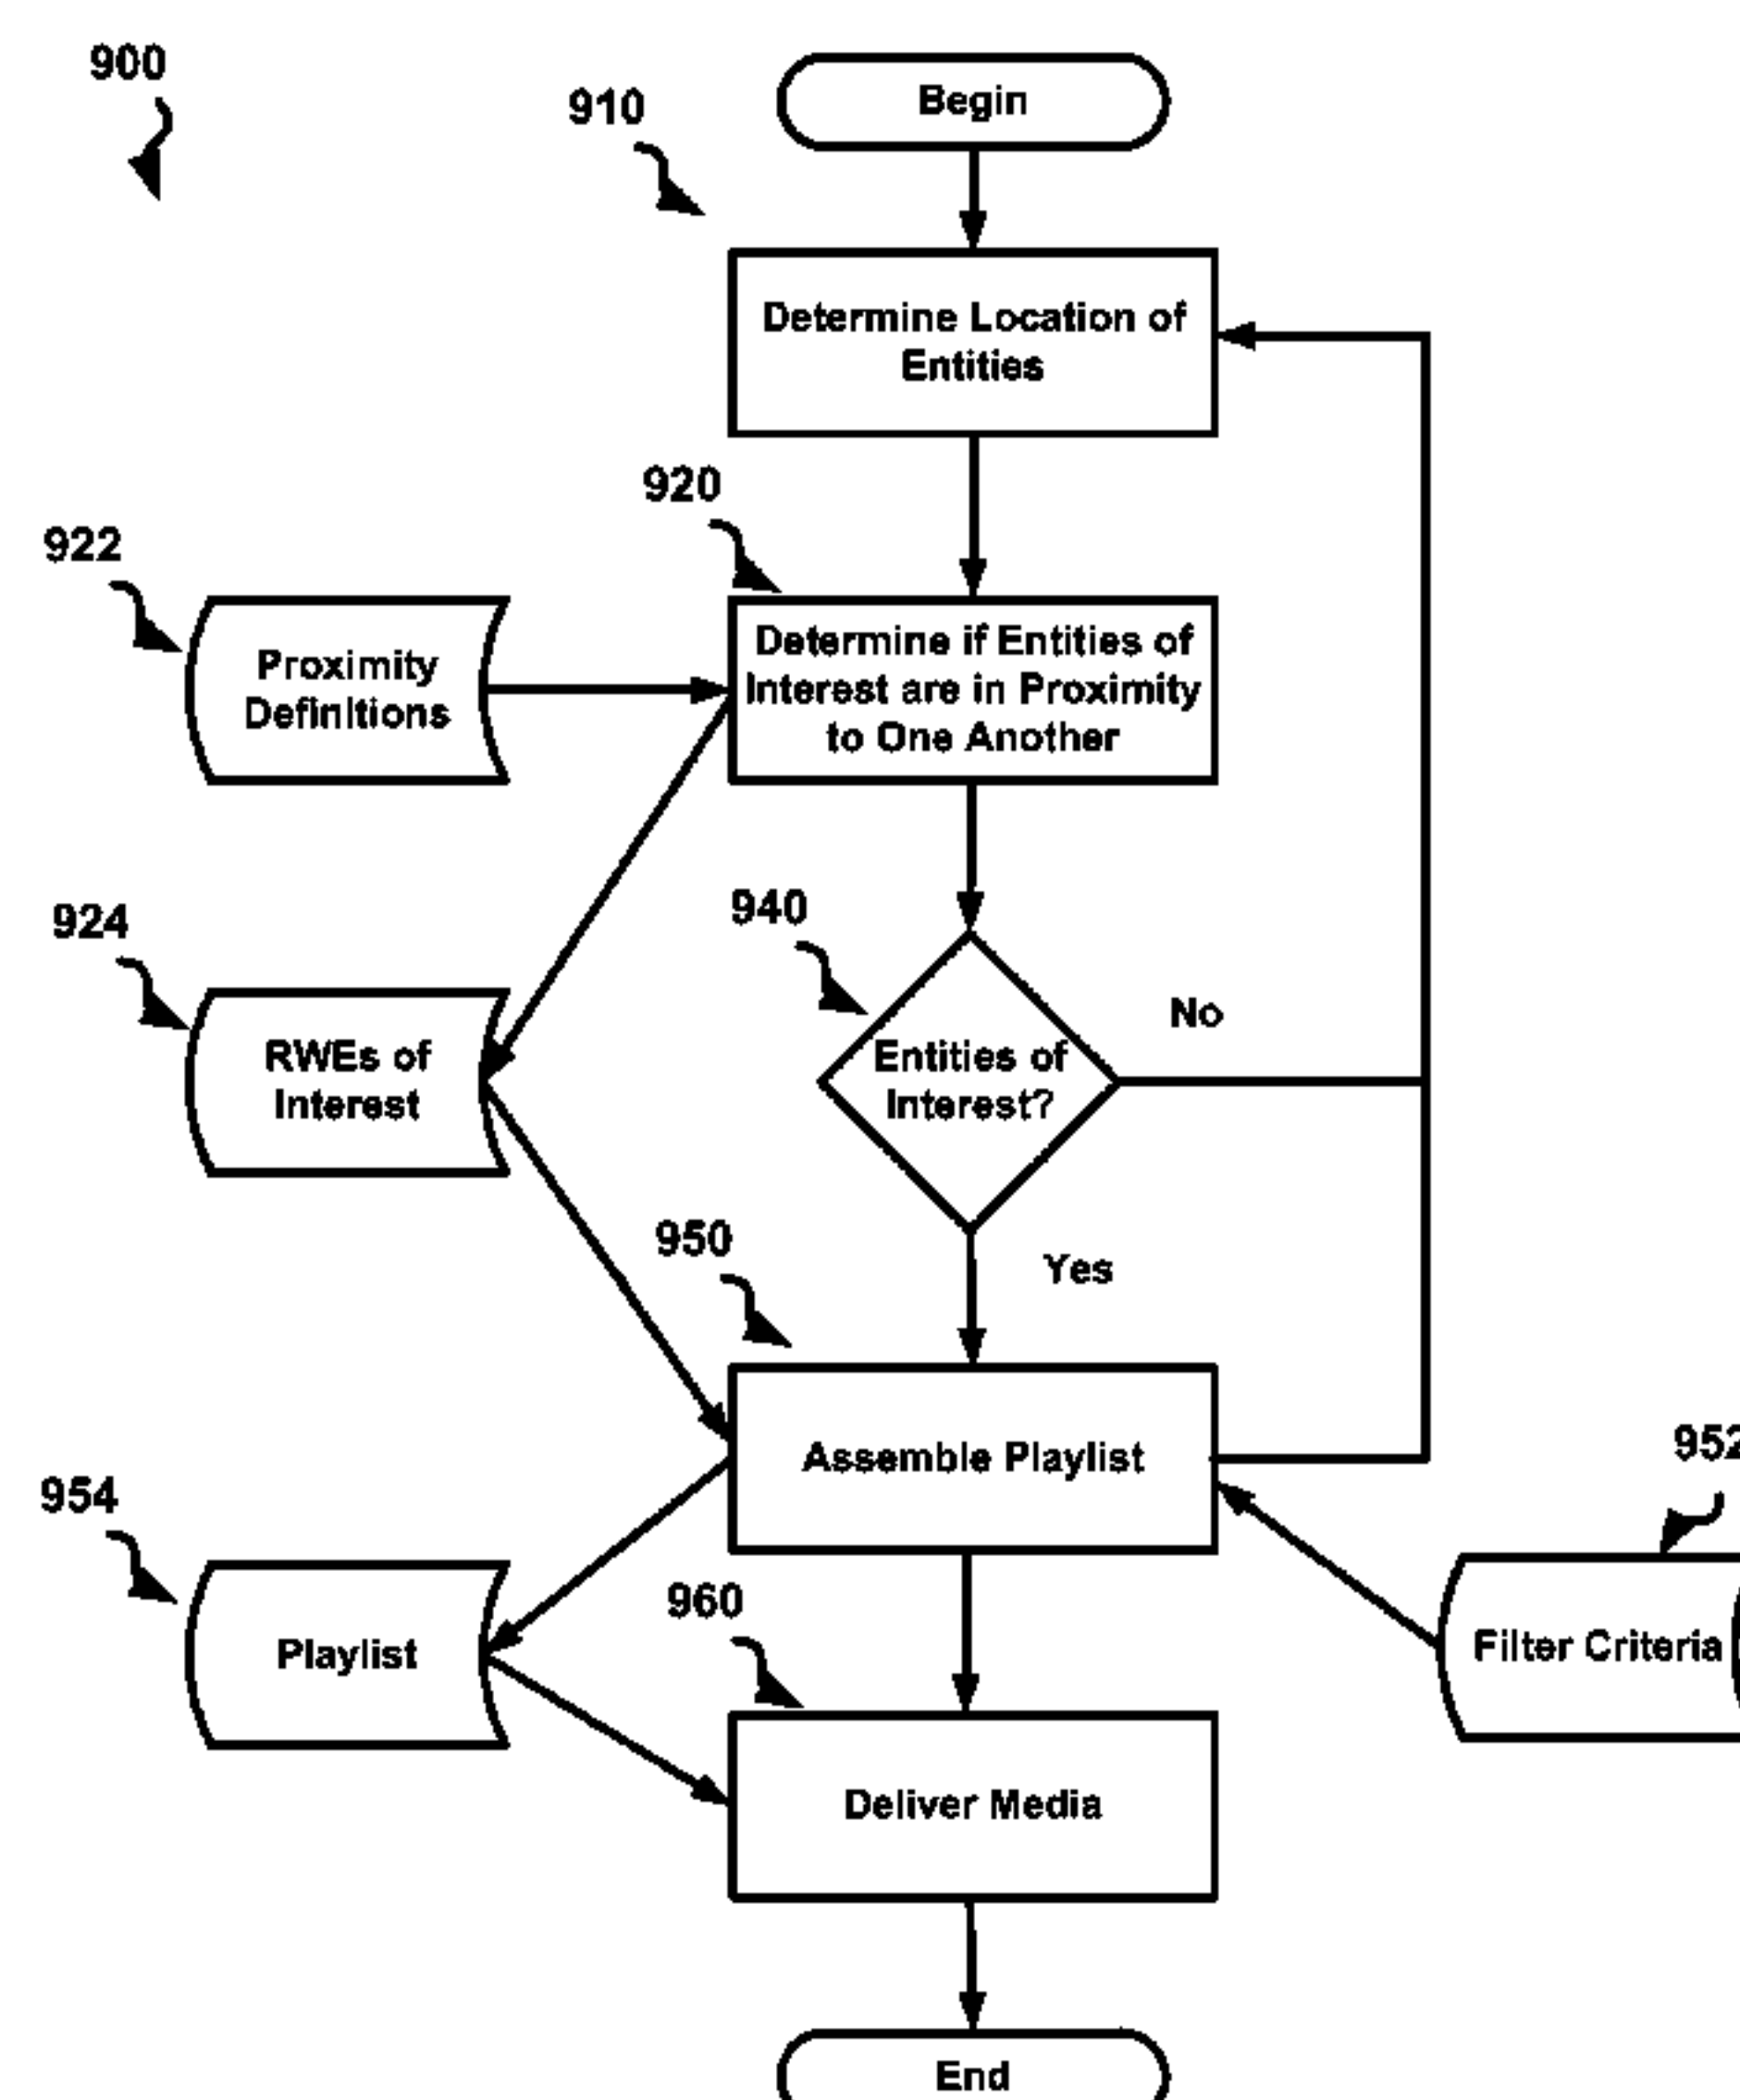 900
Begin
910
Determine Location of
Entities
920
922
Determine if Entities of
Interest are in Proximity
to One Another
Proximity
Definitions
940
924
No
RWEs of
Interest
Entities of
Interest?
950
Yes
952
Assemble Playlist
954
960
Filter Criteria
Playlist
Deliver Media
End